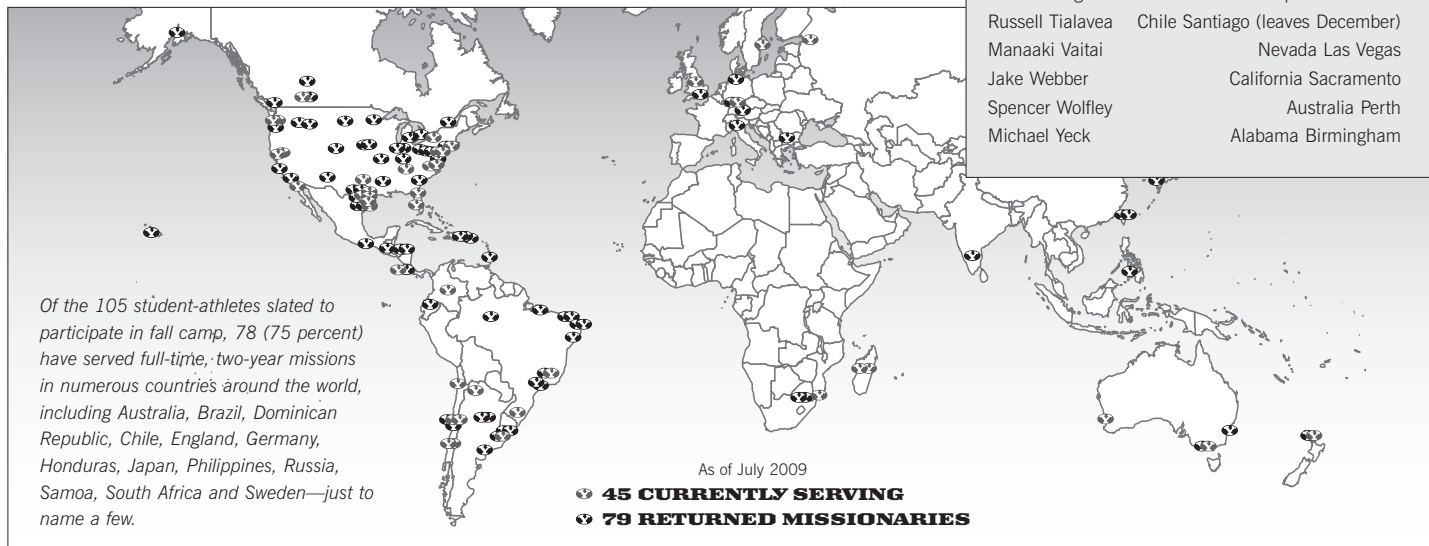 Russell Tialavea Chile Santiago (leaves December)
Manaaki Vaitai Nevada Las Vegas
Jake Webber California Sacramento
Spencer Wolfley Australia Perth
Michael Yeck Alabama Birmingham
Of the 105 student-athletes slated to
participate in fall camp, 78 (75 percent)
have served full-time, two-year missions
in numerous countries around the world,
including Australia, Brazil, Dominican
Republic, Chile, England, Germany,
Honduras, Japan, Philippines, Russia,
Samoa, South Africa and Sweden—just to
name a few.
As of July 2009
45 CURRENTLY SERVING
79 RETURNED MISSIONARIES